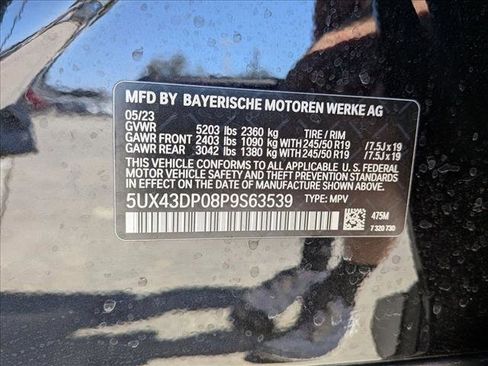 MFD BY BAYERISCHE MOTOREN WERKE AG
05/23
GVWR 5203 lbs 2360 kg TIRE / RIM
GAWR FRONT 2403 lbs 1090 kg WITH 245/50 R19 /7.5J x 19
GAWR REAR 3042 lbs 1380 kg WITH 245/50 R19 /7.5J x 19
THIS VEHICLE CONFORMS TO ALL APPLICABLE U. S. FEDERAL
MOTOR VEHICLE SAFETY AND THEFT PREVENTION
STANDARDS IN EFFECT ON THE DATE OF MANUFACTURE SHOWN ABOVE.
5UX43DP08P9S63539 TYPE: MPV
475M
7 320 730